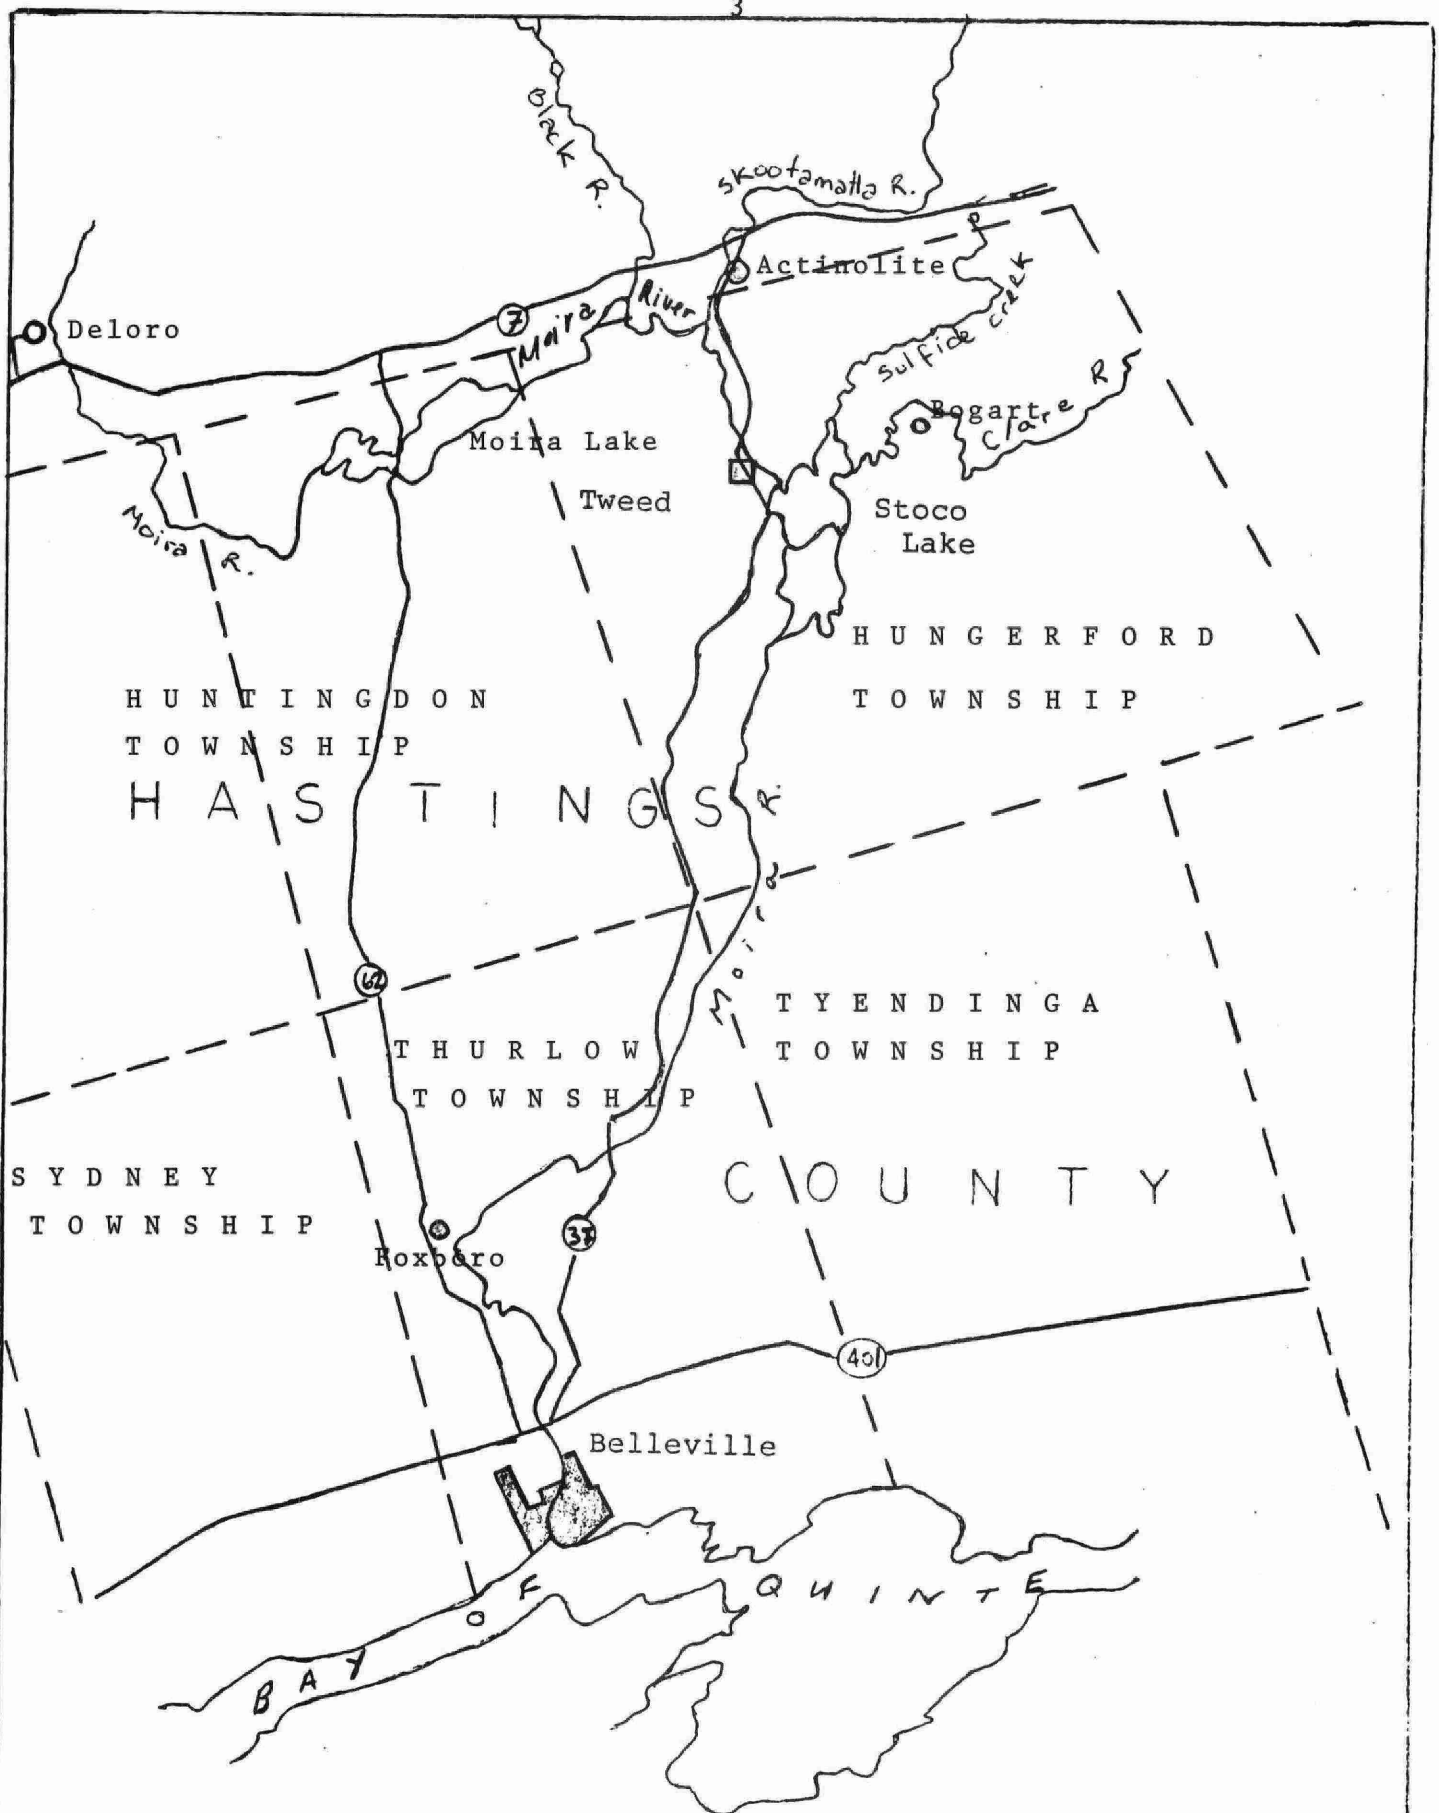 3
Black R.
Skootamatta R.
Actinolite
Sulfide Creek
Deloro
7
Moira River
Bogart
Clare R
Moira Lake
Tweed
Stoco
Lake
Moira R.
HUNGERFORD
TOWNSHIP
HUNTINGDON
TOWNSHIP
HASTINGS
Moira R.
62
TYENDINGA
TOWNSHIP
THURLOW
TOWNSHIP
SYDNEY
TOWNSHIP
COUNTY
37
Foxboro
401
Belleville
BAY OF QUINTE